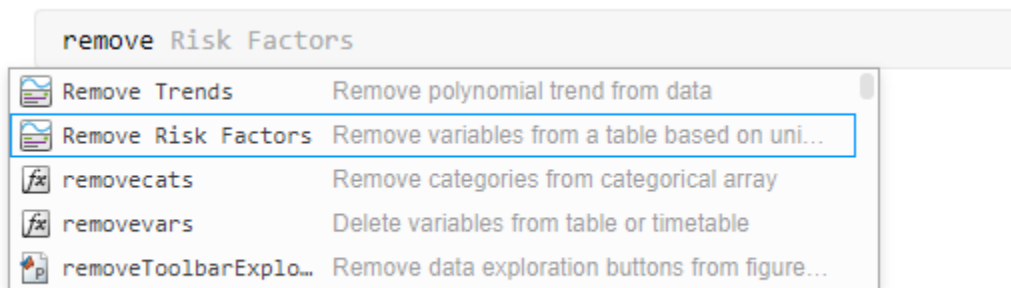 remove Risk Factors
Remove Trends Remove polynomial trend from data
Remove Risk Factors Remove variables from a table based on uni...
fx removecats Remove categories from categorical array
fx removevars Delete variables from table or timetable
P removeToolbarExplo… Remove data exploration buttons from figure...